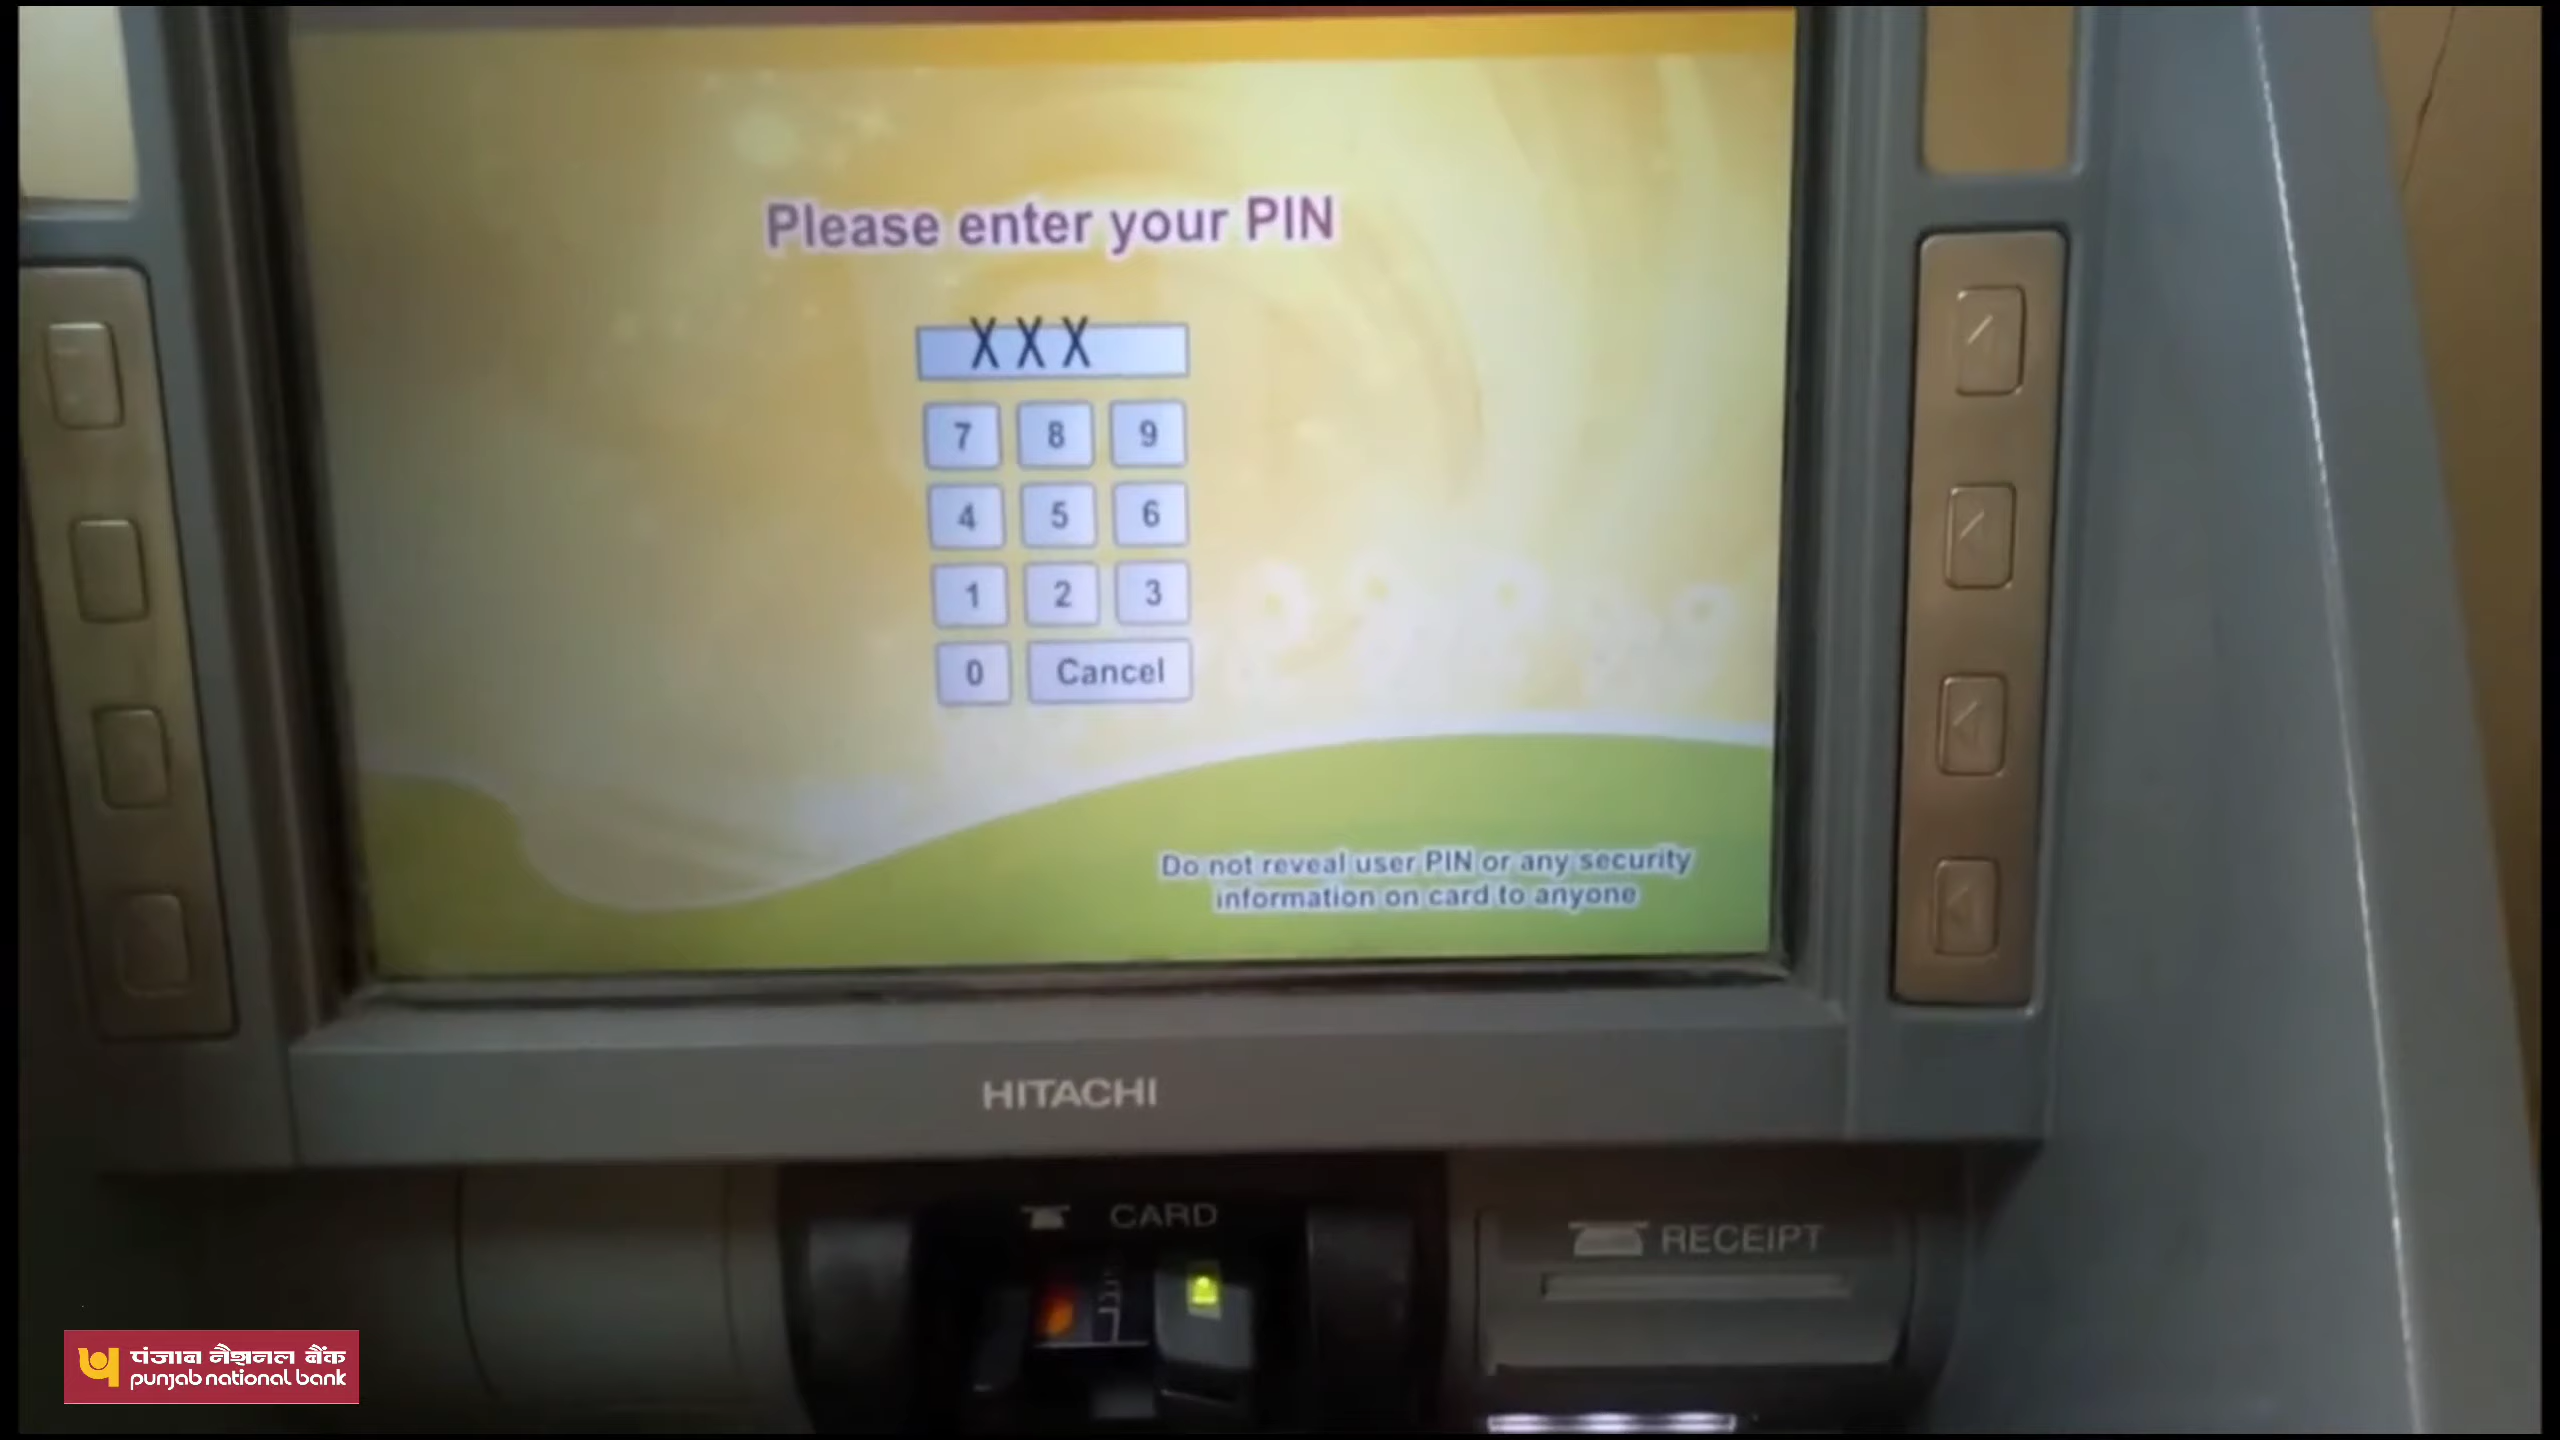 Please enter your PIN
XXX
7 8 9
4 5 6
1 2 3
0 Cancel
Do not reveal user PIN or any security
information on card to anyone
HITACHI
CARD
RECEIPT
पंजाब नैशनल बैंक
punjab national bank